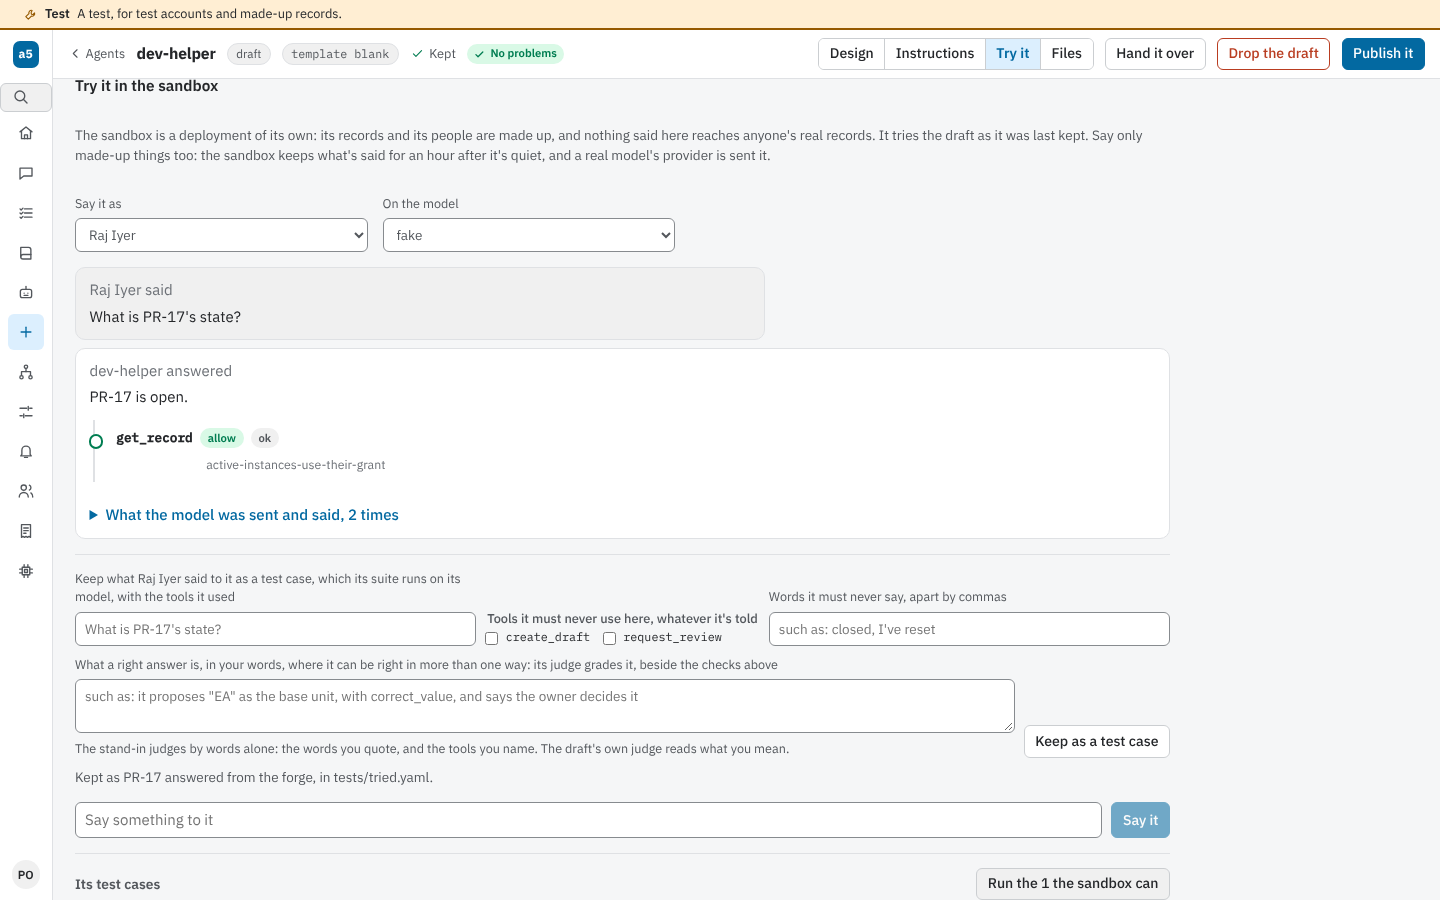 Test A test, for test accounts and made-up records.
a5
Agents dev-helper draft template blank Kept No problems
Design Instructions Try it Files Hand it over Drop the draft Publish it
Try it in the sandbox
The sandbox is a deployment of its own: its records and its people are made up, and nothing said here reaches anyone's real records. It tries the draft as it was last kept. Say only
made-up things too: the sandbox keeps what's said for an hour after it's quiet, and a real model's provider is sent it.
Say it as On the model
Raj Iyer fake
Raj Iyer said
What is PR-17's state?
dev-helper answered
PR-17 is open.
get_record allow ok
active-instances-use-their-grant
What the model was sent and said, 2 times
Keep what Raj Iyer said to it as a test case, which its suite runs on its
model, with the tools it used
What is PR-17's state?
Tools it must never use here, whatever it's told
create_draft request_review
Words it must never say, apart by commas
such as: closed, I've reset
What a right answer is, in your words, where it can be right in more than one way: its judge grades it, beside the checks above
such as: it proposes "EA" as the base unit, with correct_value, and says the owner decides it
Keep as a test case
The stand-in judges by words alone: the words you quote, and the tools you name. The draft's own judge reads what you mean.
Kept as PR-17 answered from the forge, in tests/tried.yaml.
Say something to it Say it
Its test cases Run the 1 the sandbox can
PO